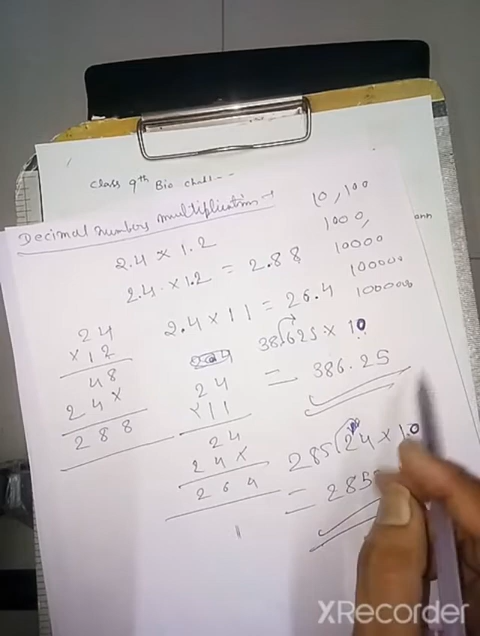 Class 9th Bio
Decimal numbers multiplication →
10, 100
1000,
10000
100000
1000000
2.4 × 1.2
2.4 × 1.2 = 2.88
2.4 × 11 = 26.4
24
×12
48
24×
288
24
×11
24
24×
264
38.625 × 10
= 386.25
285.24 × 10
= 285
XRecorder